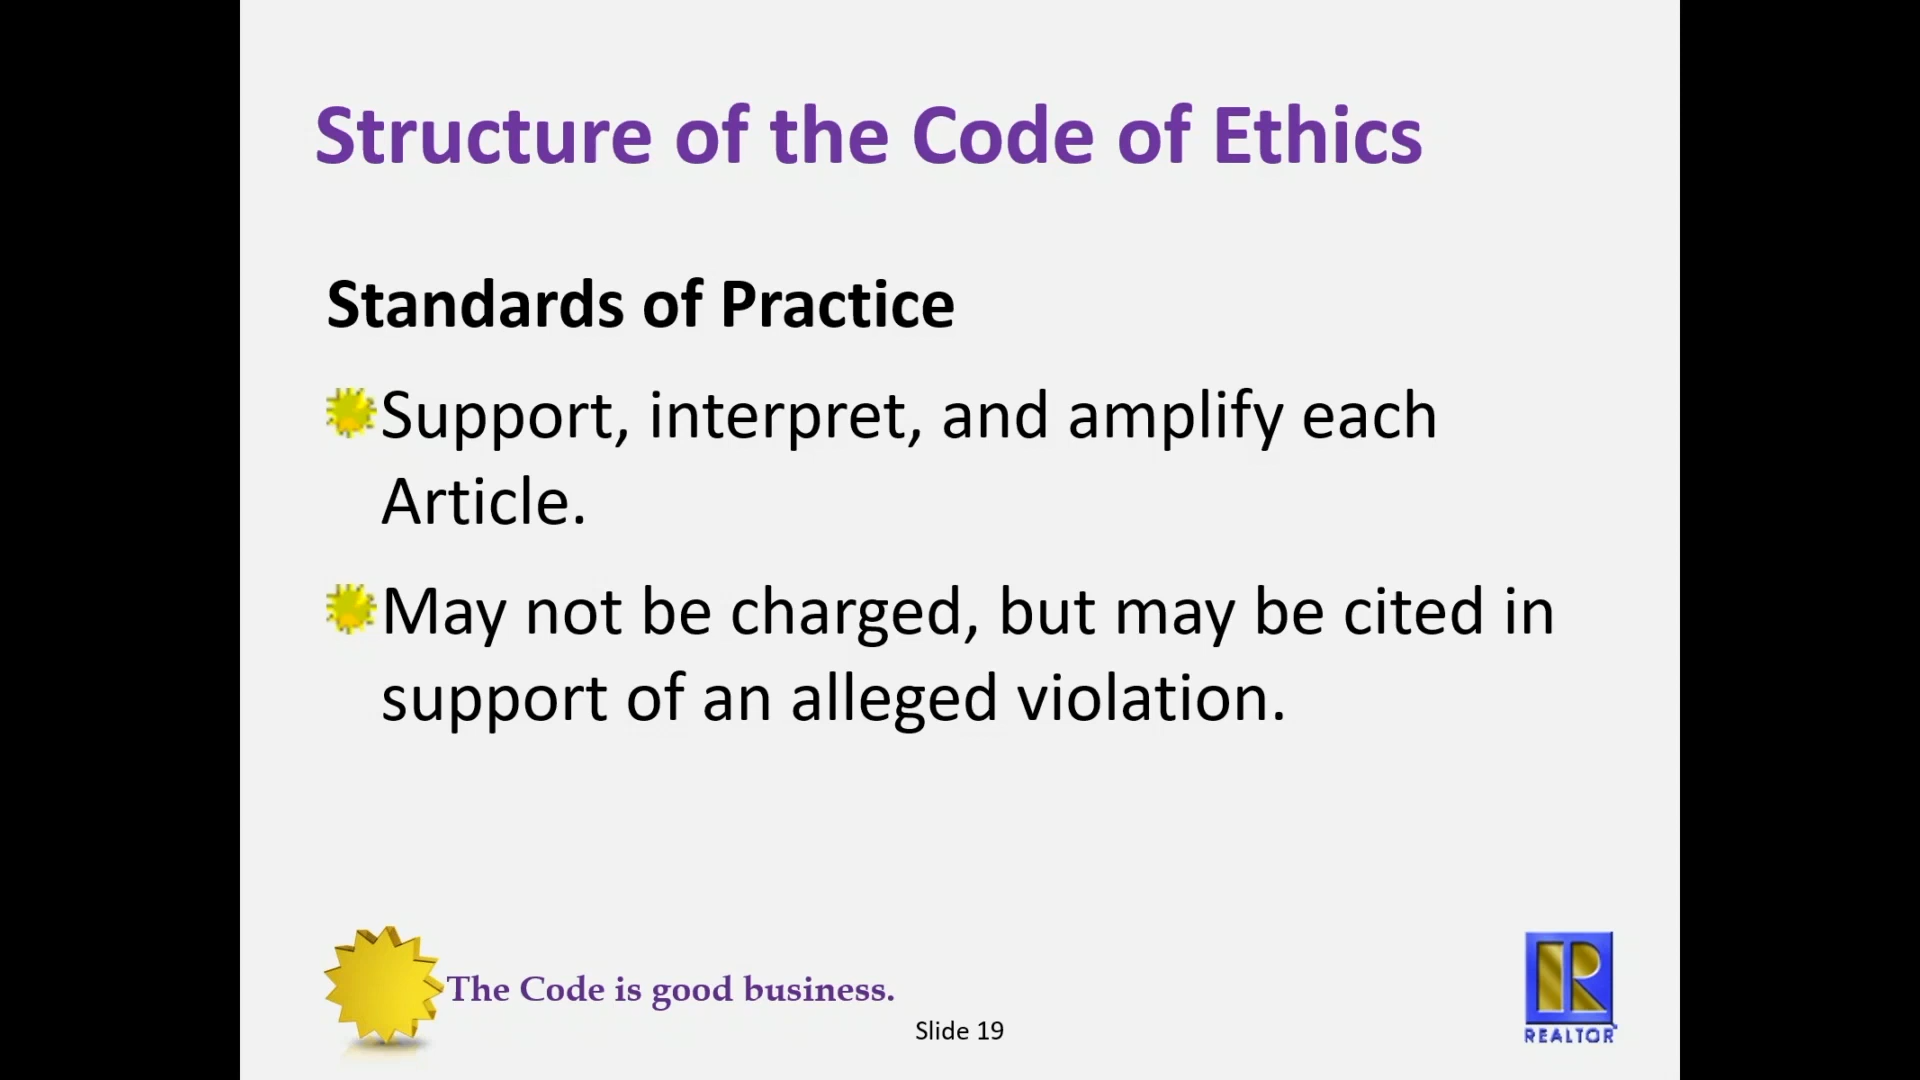 Structure of the Code of Ethics
Standards of Practice
Support, interpret, and amplify each
Article.
May not be charged, but may be cited in
support of an alleged violation.
The Code is good business.
Slide 19
R
REALTOR